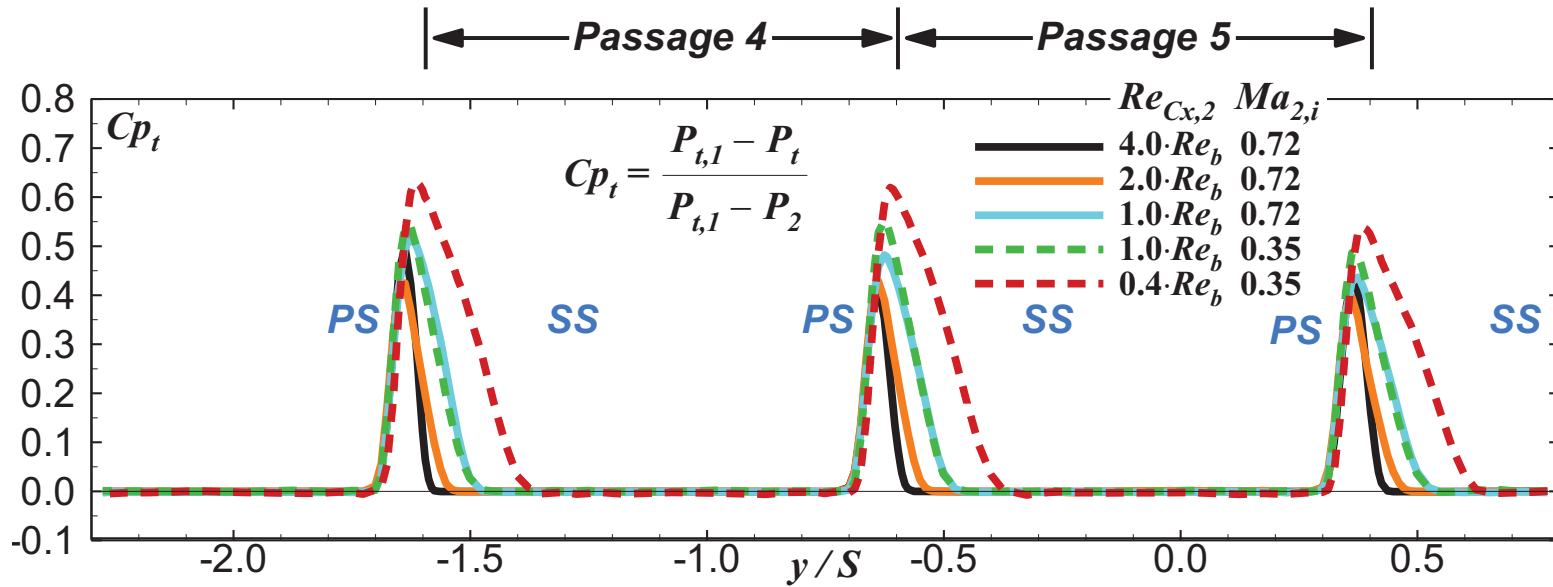 Passage 4 Passage 5
0.8
0.7
0.6
0.5
0.4
0.3
0.2
0.1
0.0
-0.1
Cp_t
Cp_t = (P_{t,1} – P_t) / (P_{t,1} – P_2)
Re_{Cx,2} Ma_{2,i}
4.0·Re_b 0.72
2.0·Re_b 0.72
1.0·Re_b 0.72
1.0·Re_b 0.35
0.4·Re_b 0.35
PS SS PS SS PS SS
-2.0 -1.5 -1.0 -0.5 0.0 0.5
y / S